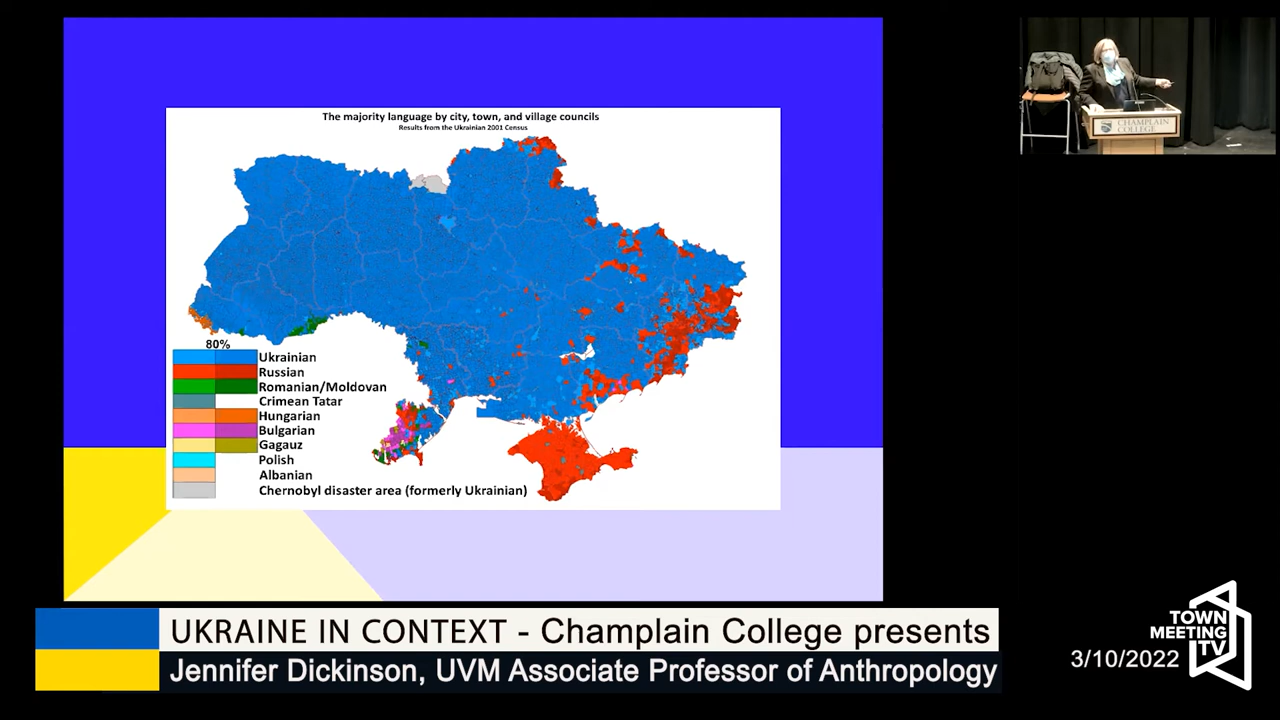 The majority language by city, town, and village councils
Results from the Ukrainian 2001 Census
80%
Ukrainian
Russian
Romanian/Moldovan
Crimean Tatar
Hungarian
Bulgarian
Gagauz
Polish
Albanian
Chernobyl disaster area (formerly Ukrainian)
CHAMPLAIN
COLLEGE
UKRAINE IN CONTEXT - Champlain College presents
Jennifer Dickinson, UVM Associate Professor of Anthropology
3/10/2022
TOWN
MEETING
TV